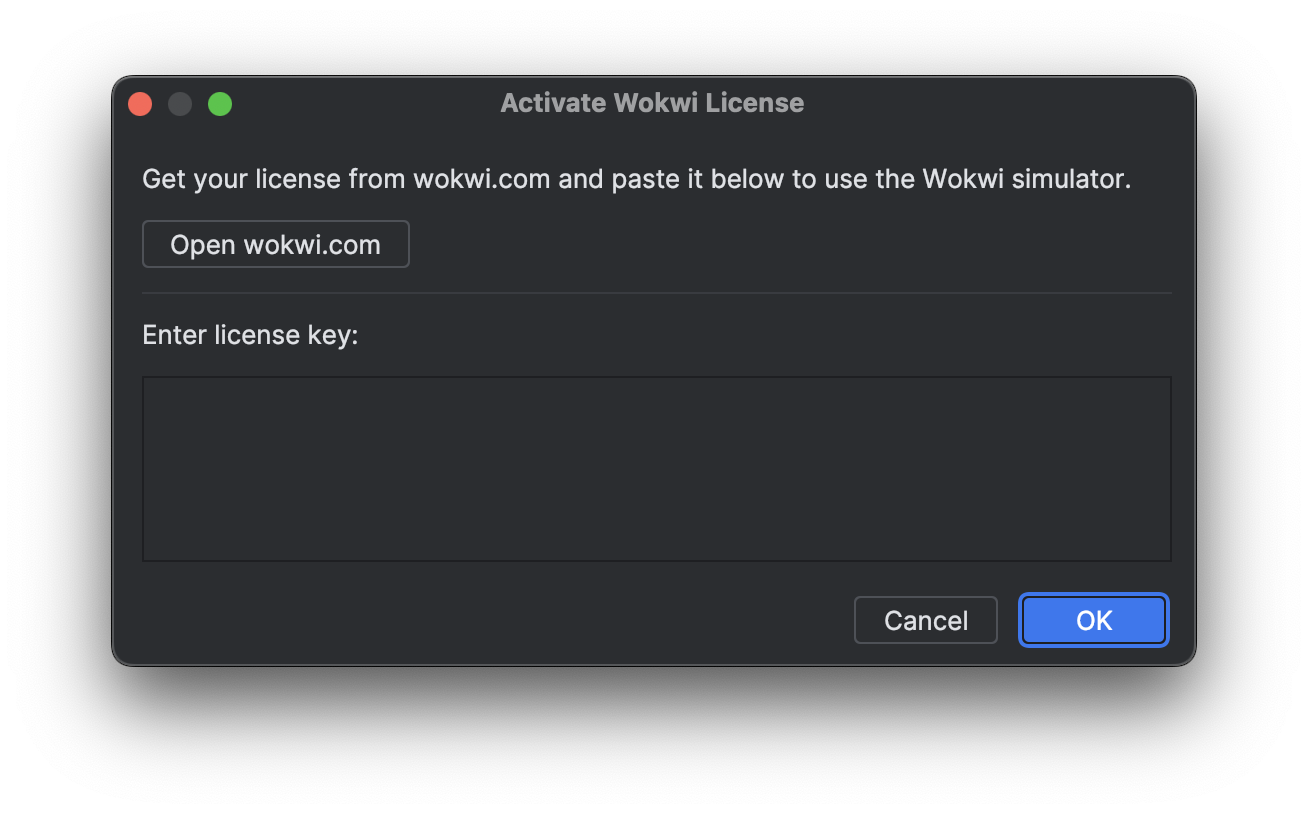 Activate Wokwi License
Get your license from wokwi.com and paste it below to use the Wokwi simulator.
Open wokwi.com
Enter license key:
Cancel
OK